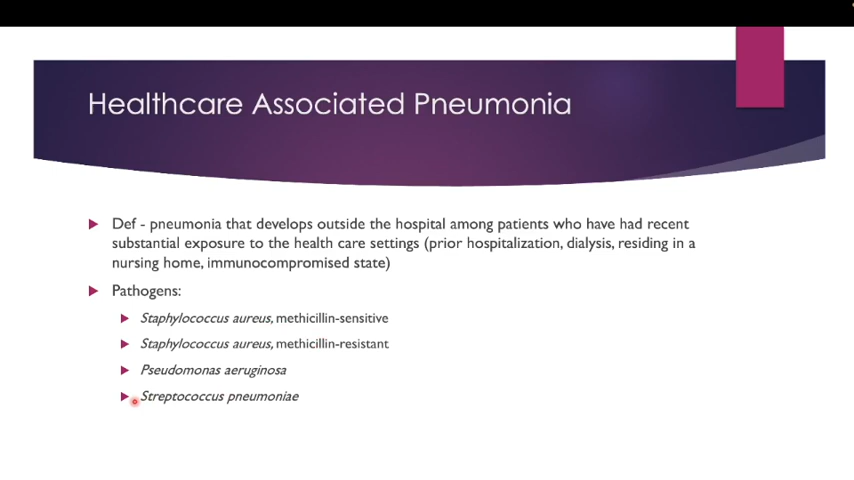 Healthcare Associated Pneumonia
Def - pneumonia that develops outside the hospital among patients who have had recent
substantial exposure to the health care settings (prior hospitalization, dialysis, residing in a
nursing home, immunocompromised state)
Pathogens:
Staphylococcus aureus, methicillin-sensitive
Staphylococcus aureus, methicillin-resistant
Pseudomonas aeruginosa
Streptococcus pneumoniae